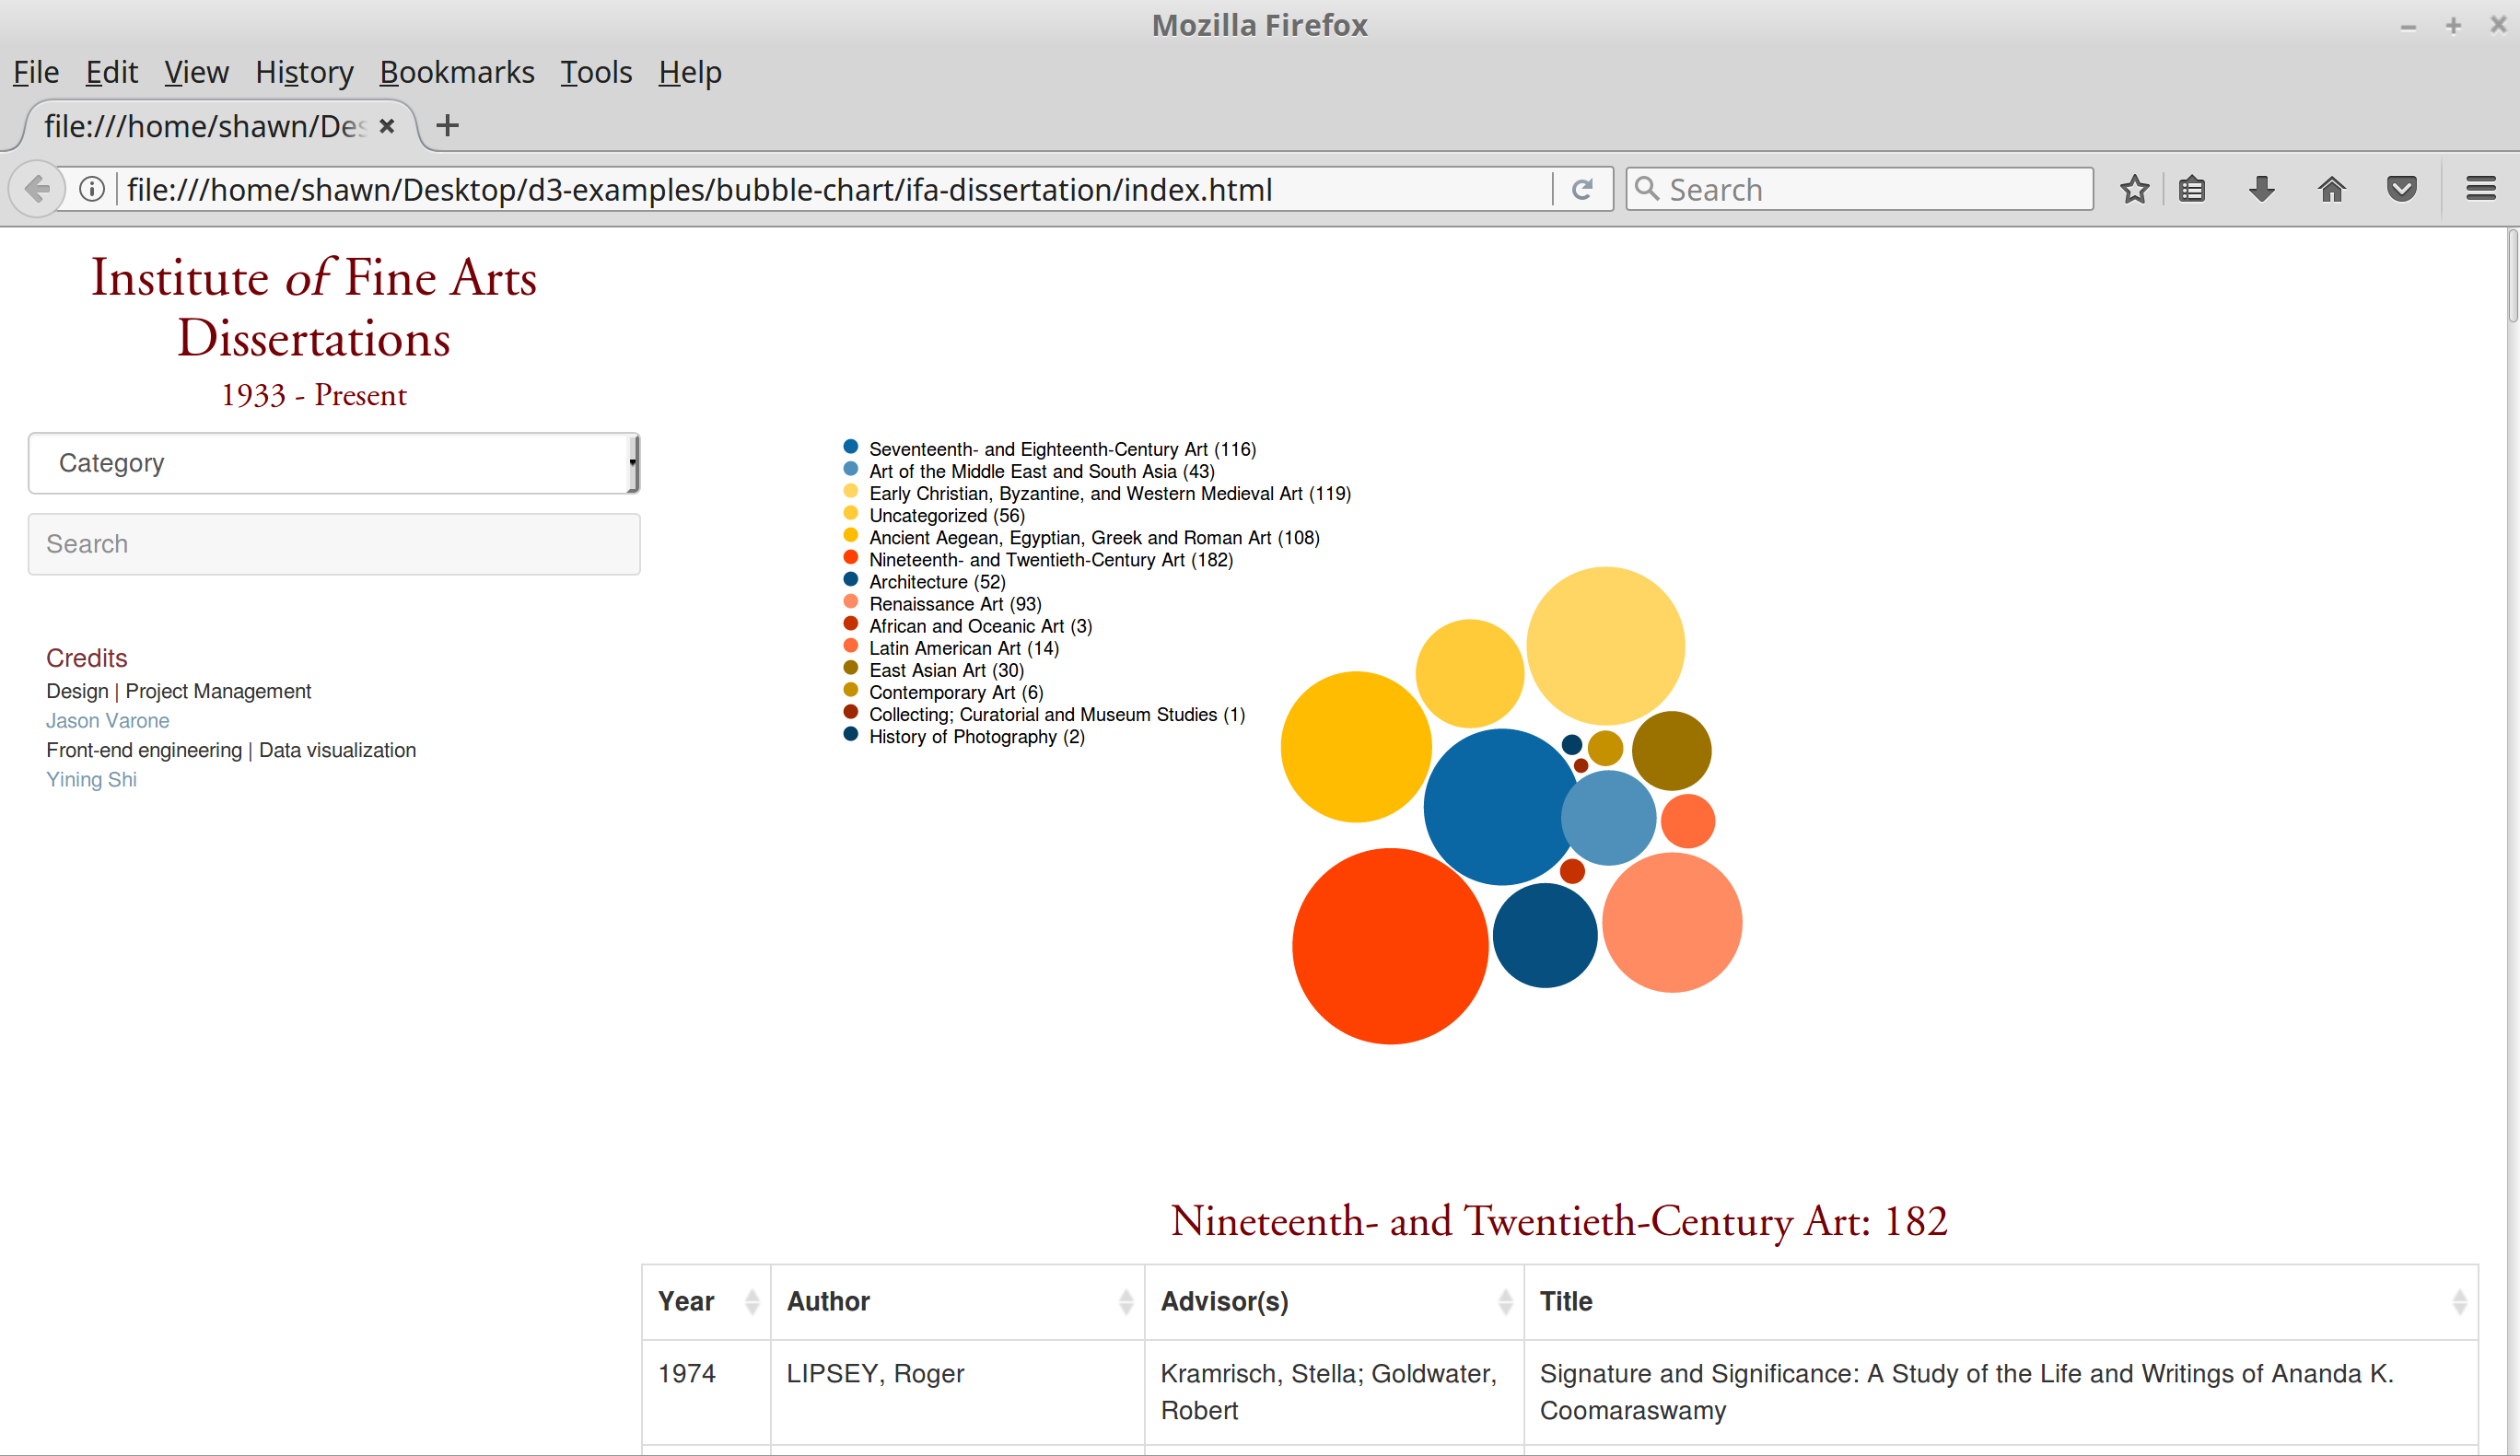 Mozilla Firefox
File Edit View History Bookmarks Tools Help
file:///home/shawn/Des
file:///home/shawn/Desktop/d3-examples/bubble-chart/ifa-dissertation/index.html
Search
Institute of Fine Arts
Dissertations
1933 - Present
Category
Search
Credits
Design | Project Management
Jason Varone
Front-end engineering | Data visualization
Yining Shi
Seventeenth- and Eighteenth-Century Art (116)
Art of the Middle East and South Asia (43)
Early Christian, Byzantine, and Western Medieval Art (119)
Uncategorized (56)
Ancient Aegean, Egyptian, Greek and Roman Art (108)
Nineteenth- and Twentieth-Century Art (182)
Architecture (52)
Renaissance Art (93)
African and Oceanic Art (3)
Latin American Art (14)
East Asian Art (30)
Contemporary Art (6)
Collecting; Curatorial and Museum Studies (1)
History of Photography (2)
Nineteenth- and Twentieth-Century Art: 182
Year Author Advisor(s) Title
1974 LIPSEY, Roger Kramrisch, Stella; Goldwater, Signature and Significance: A Study of the Life and Writings of Ananda K.
Robert Coomaraswamy